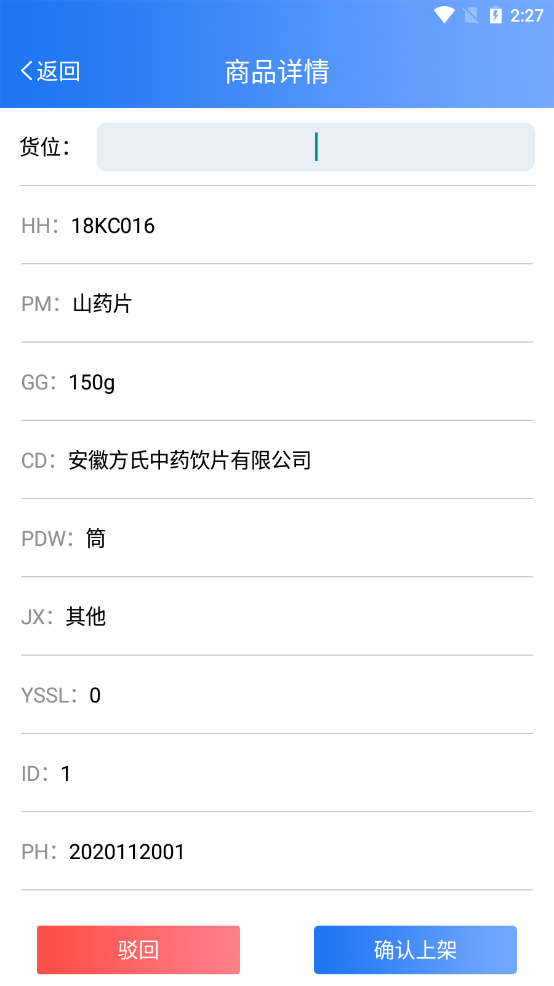 2:27
返回
商品详情
货位：
HH：18KC016
PM：山药片
GG：150g
CD：安徽方氏中药饮片有限公司
PDW：筒
JX：其他
YSSL：0
ID：1
PH：2020112001
驳回
确认上架